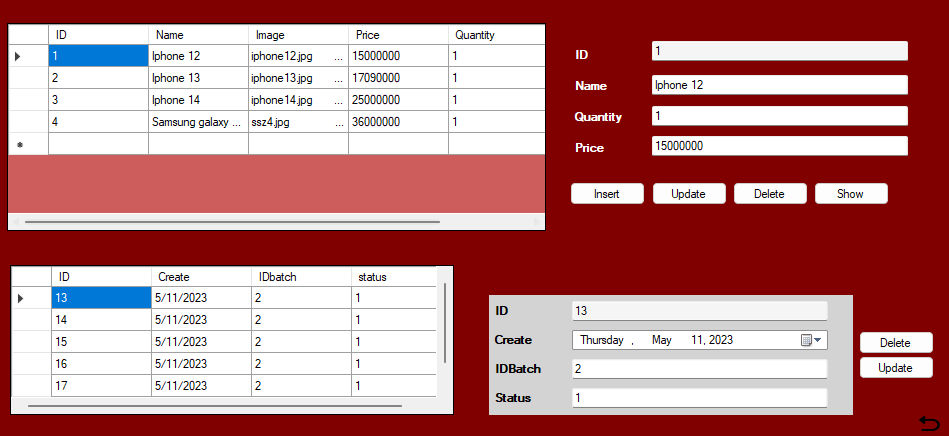 ID Name Image Price Quantity
1 Iphone 12 iphone12.jpg ... 15000000 1
2 Iphone 13 iphone13.jpg ... 17090000 1
3 Iphone 14 iphone14.jpg ... 25000000 1
4 Samsung galaxy ... ssz4.jpg ... 36000000 1
*
ID 1
Name Iphone 12
Quantity 1
Price 15000000
Insert Update Delete Show
ID Create IDbatch status
13 5/11/2023 2 1
14 5/11/2023 2 1
15 5/11/2023 2 1
16 5/11/2023 2 1
17 5/11/2023 2 1
ID 13
Create Thursday , May 11, 2023
IDBatch 2
Status 1
Delete
Update